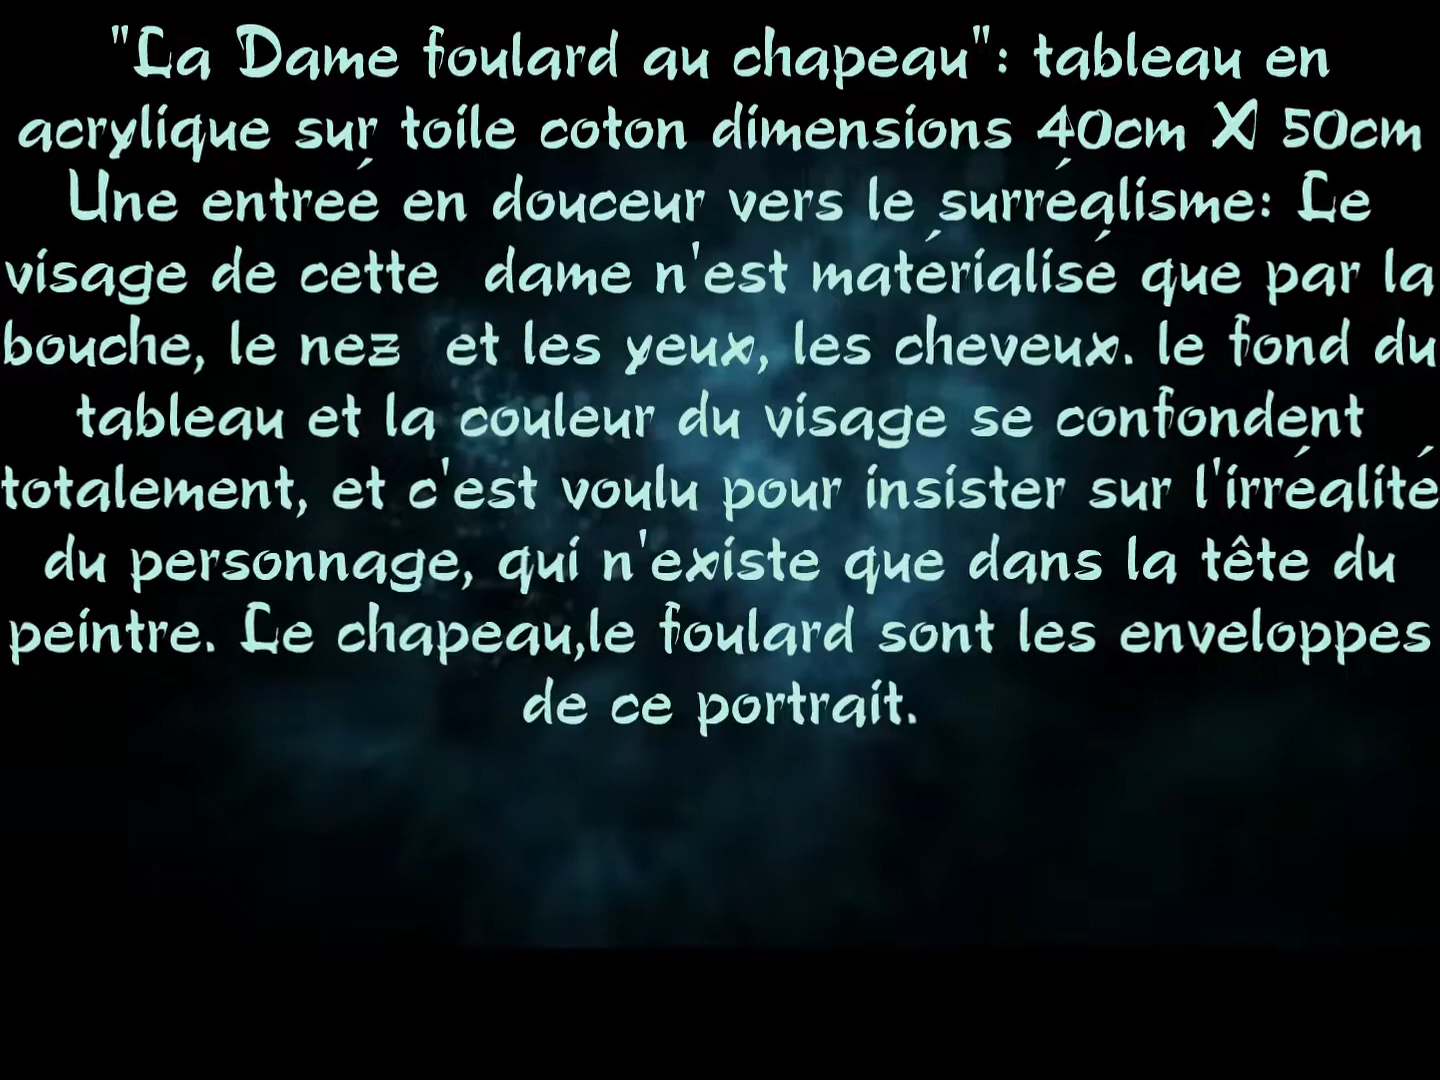 "La Dame foulard au chapeau": tableau en
acrylique sur toile coton dimensions 40cm X 50cm
Une entreé en douceur vers le surréalisme: Le
visage de cette  dame n'est matérialisé que par la
bouche, le nez  et les yeux, les cheveux. le fond du
tableau et la couleur du visage se confondent
totalement, et c'est voulu pour insister sur l'irréalité
du personnage, qui n'existe que dans la tête du
peintre. Le chapeau,le foulard sont les enveloppes
de ce portrait.